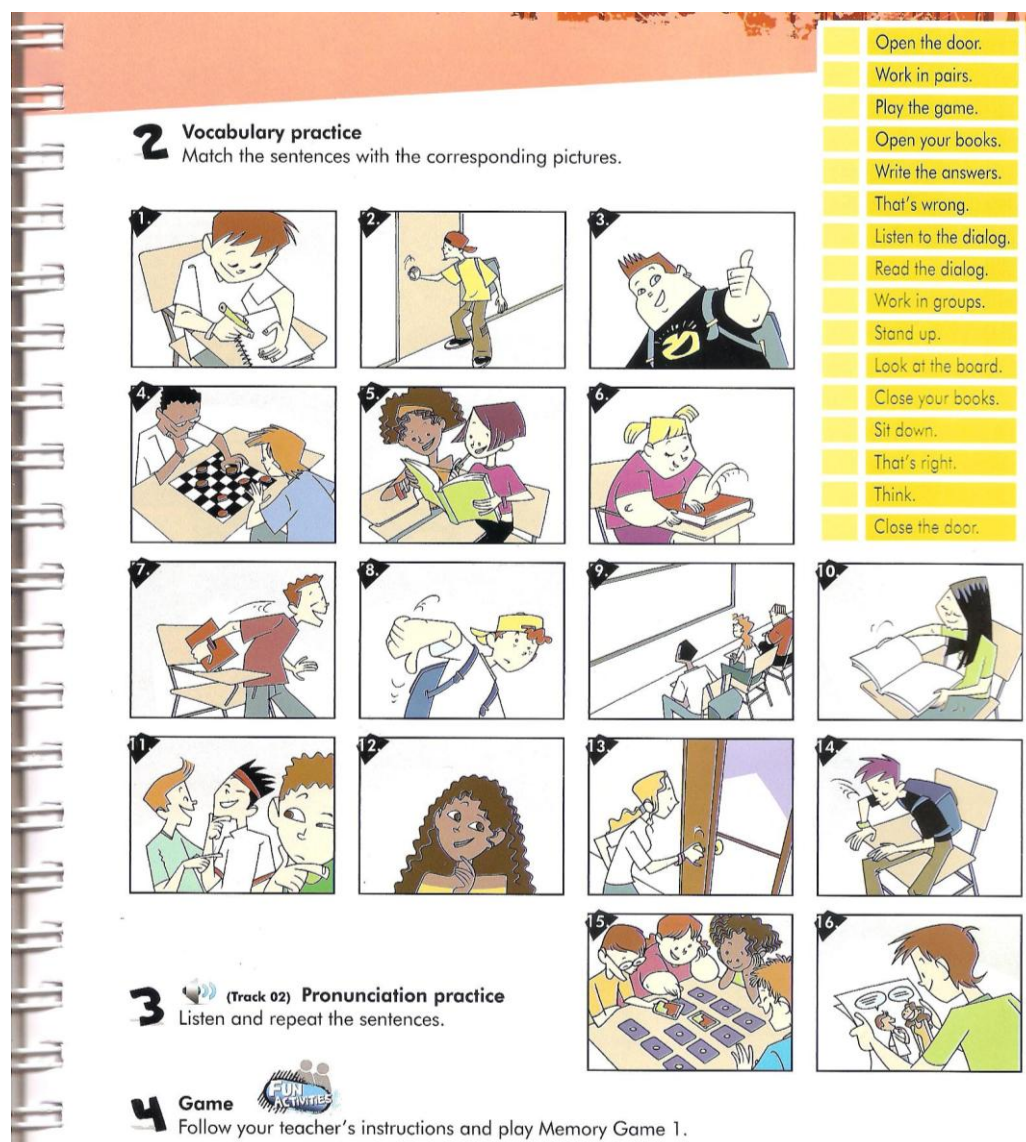 2 Vocabulary practice
Match the sentences with the corresponding pictures.
Open the door.
Work in pairs.
Play the game.
Open your books.
Write the answers.
That's wrong.
Listen to the dialog.
Read the dialog.
Work in groups.
Stand up.
Look at the board.
Close your books.
Sit down.
That's right.
Think.
Close the door.
1.
2.
3.
4.
5.
6.
7.
8.
9.
10.
11.
12.
13.
14.
15.
16.
3 (Track 02) Pronunciation practice
Listen and repeat the sentences.
4 Game
FUN
ACTIVITIES
Follow your teacher's instructions and play Memory Game 1.